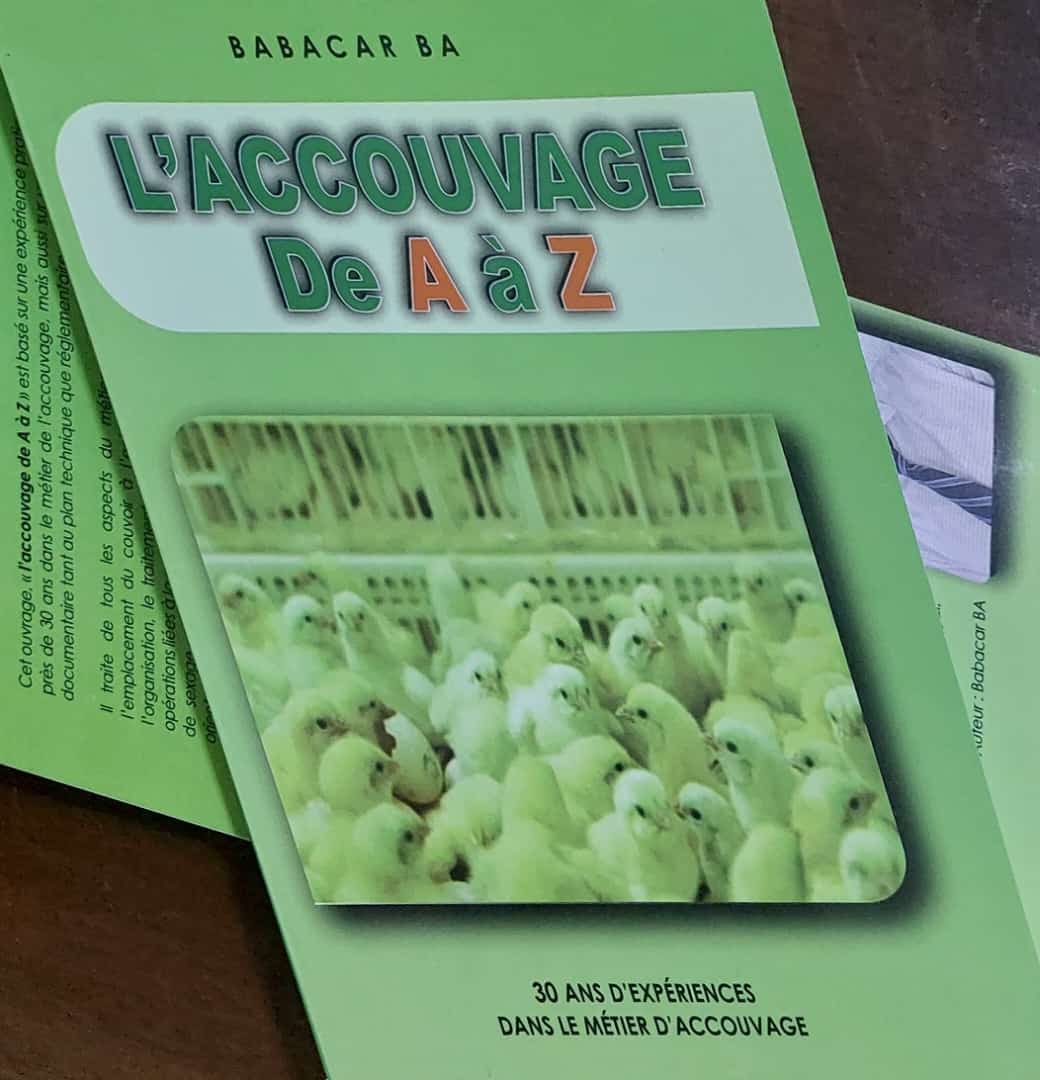 BABACAR BA
L'ACCOUVAGE
De A à Z
30 ANS D'EXPÉRIENCES
DANS LE MÉTIER D'ACCOUVAGE
Cet ouvrage, « l'accouvage de A à Z » est basé sur une expérience
près de 30 ans dans le métier de l'accouvage, mais aussi sur
documentaire tant au plan technique que réglementaire
Il traite de tous les aspects du
l'emplacement du couvoir à
l'organisation, le
opérations liées à
de sexage
Auteur : Babacar BA